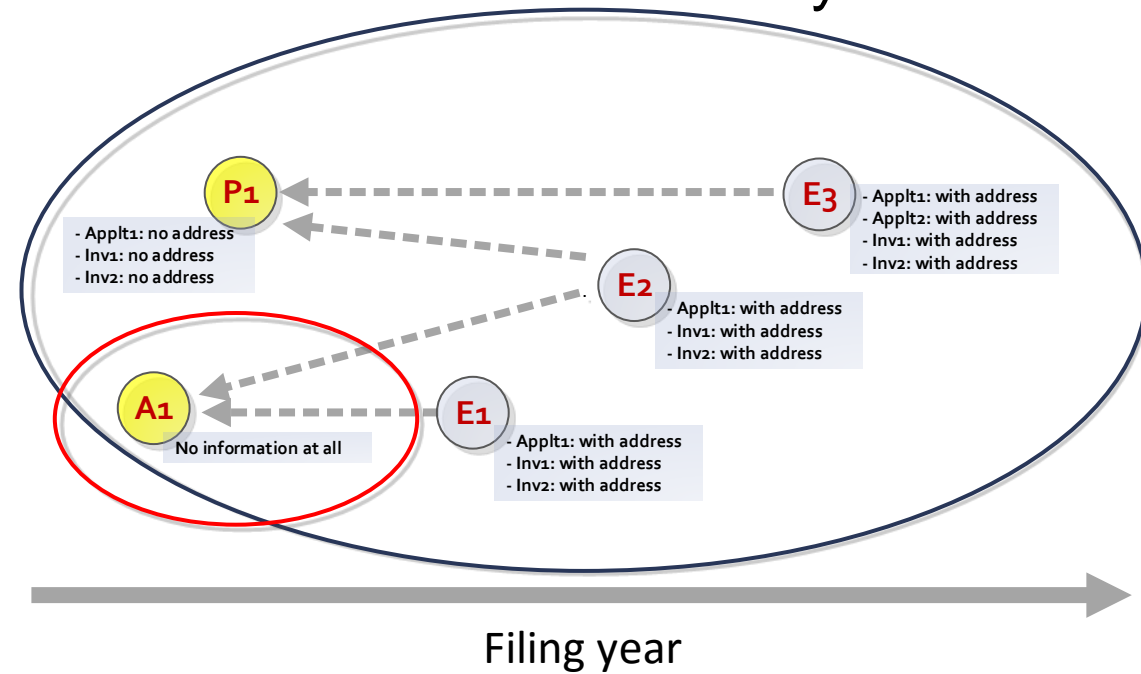 P1
- Applt1: no address
- Inv1: no address
- Inv2: no address
E3
- Applt1: with address
- Applt2: with address
- Inv1: with address
- Inv2: with address
E2
- Applt1: with address
- Inv1: with address
- Inv2: with address
A1
No information at all
E1
- Applt1: with address
- Inv1: with address
- Inv2: with address
Filing year